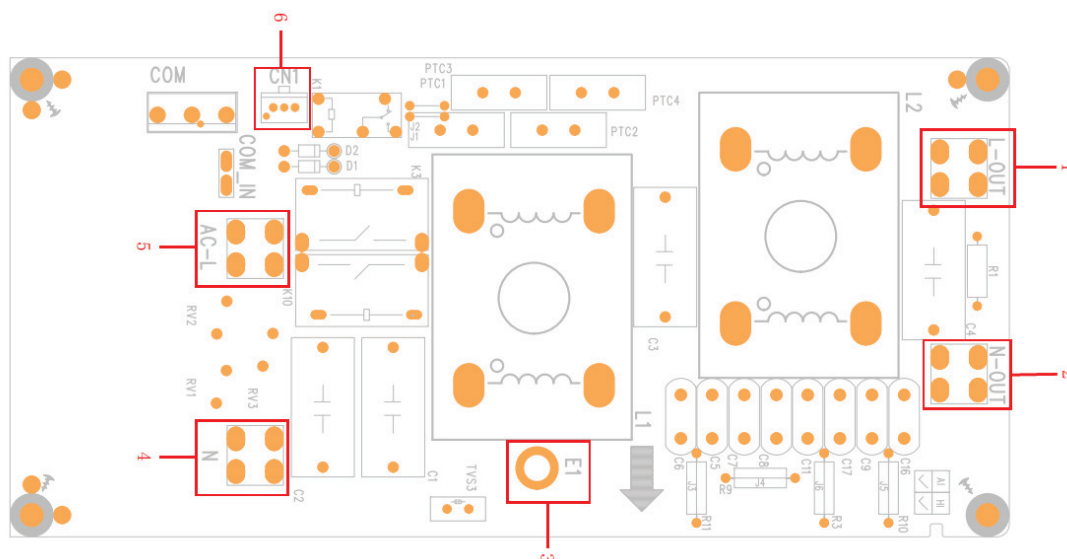 6
COM
CN1
K1
PTC3
PTC1
PTC4
J2
J1
PTC2
L2
D2
D1
COM_IN
K3
L-OUT
1
5
AC-L
K10
R1
C4
RV2
C3
N-OUT
2
RV1
RV3
4
N
L1
E1
C2
C1
TVS3
C6
C5
C7
C8
C11
C17
C9
C16
J3
R9
J4
J6
J5
R11
R3
R10
AI
HI
3